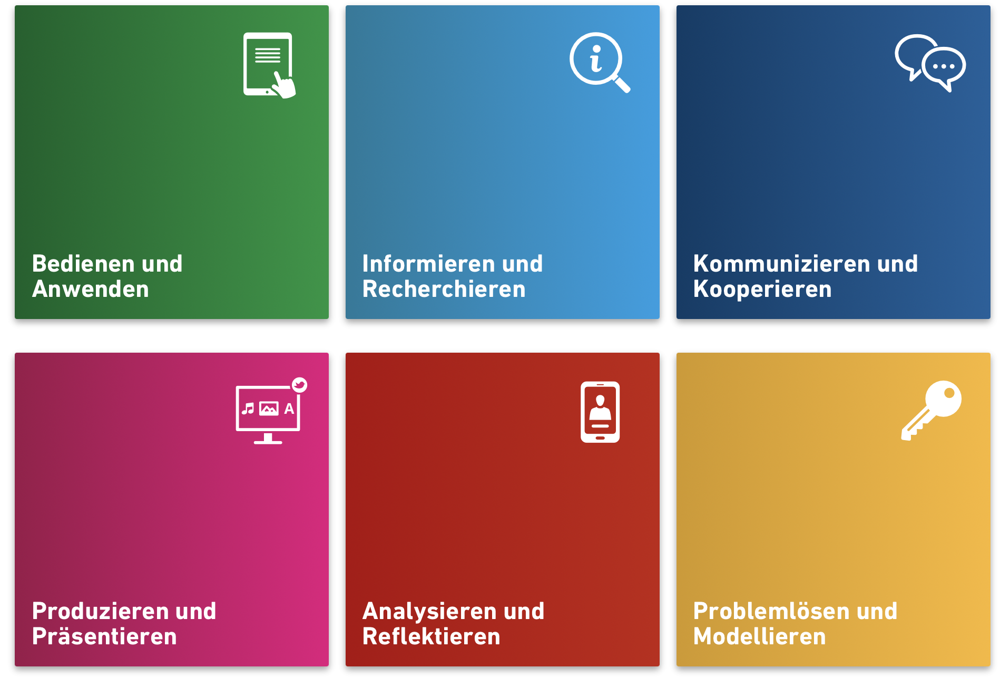 Bedienen und
Anwenden
Informieren und
Recherchieren
Kommunizieren und
Kooperieren
A
Produzieren und
Präsentieren
Analysieren und
Reflektieren
Problemlösen und
Modellieren